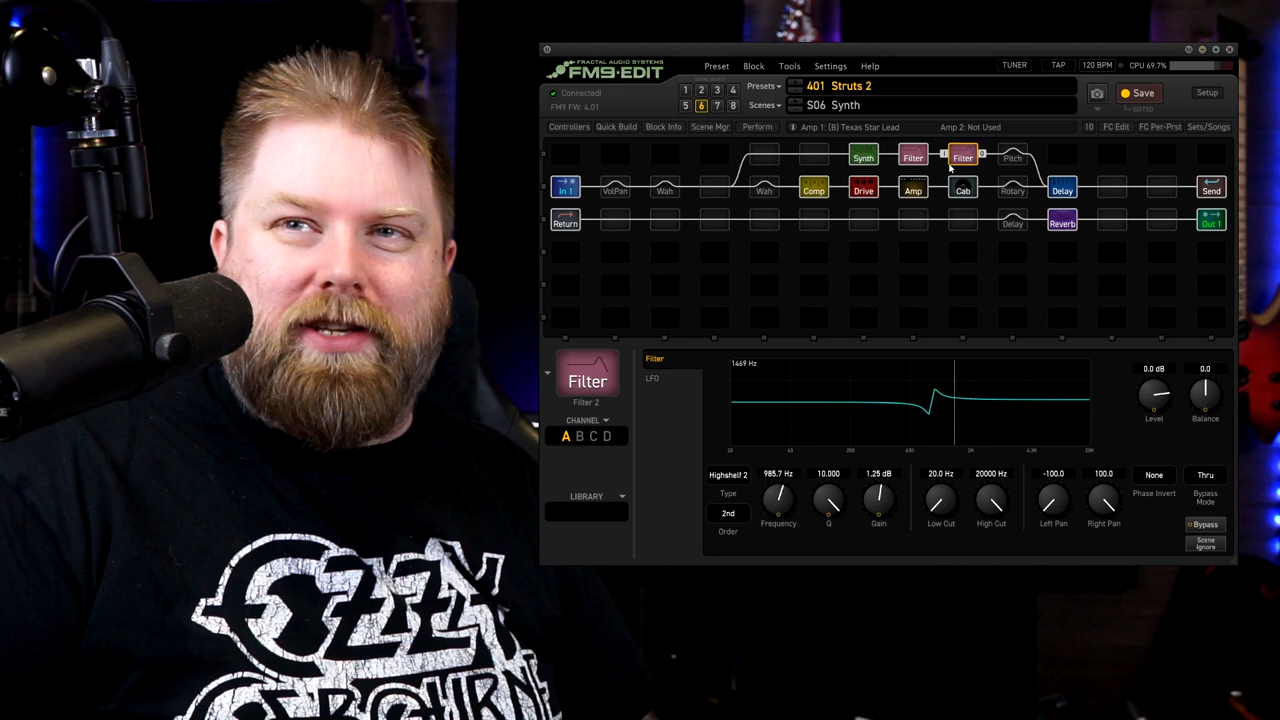 FRACTAL AUDIO SYSTEMS
FM9-EDIT
Preset Block Tools Settings Help
TUNER TAP 120 BPM CPU 69.7%
1 2 3 4
5 6 7 8
Presets 401 Struts 2
Scenes S06 Synth
Connected!
FM9 FW: 4.01
Save
EDITED
Setup
Controllers Quick Build Block Info Scene Mgr Perform Amp 1: (B) Texas Star Lead Amp 2: Not Used 10 FC Edit FC Per-Prst Sets/Songs
Synth Filter Filter Pitch
In 1 VolPan Wah Wah Comp Drive Amp Cab Rotary Delay Send
Return Delay Reverb Out 1
Filter
Filter 2
CHANNEL
A B C D
LIBRARY
Filter
LFO
1469 Hz
0.0 dB 0.0
Level Balance
985.7 Hz 10.000 1.25 dB 20.0 Hz 20000 Hz -100.0 100.0 None Thru
Highshelf 2
Type
2nd
Order
Frequency Q Gain Low Cut High Cut Left Pan Right Pan
Phase Invert
Bypass
Mode
Bypass
Scene
Ignore
OZZY
OSBOURNE